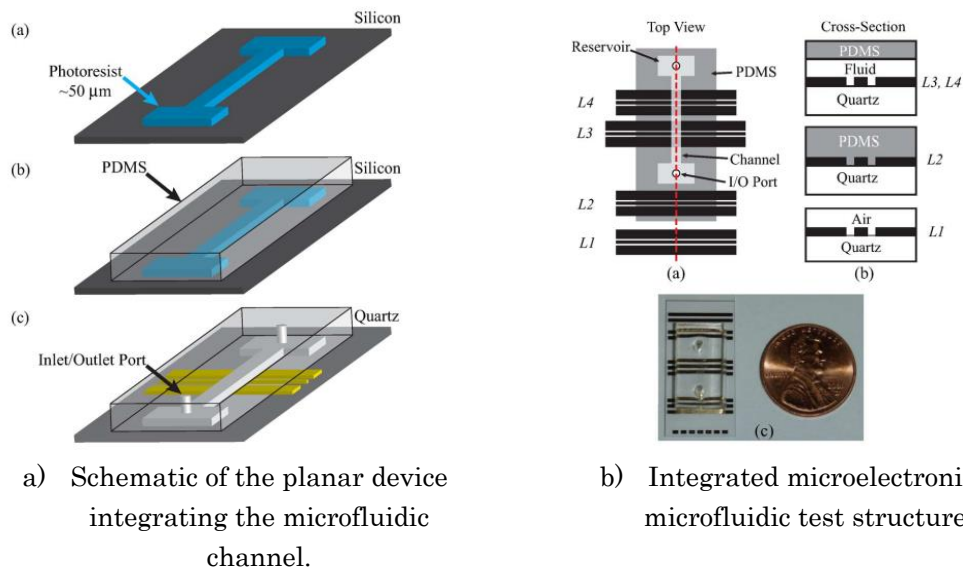 (a)
Silicon
Photoresist
~50 μm
(b)
PDMS
Silicon
(c)
Quartz
Inlet/Outlet Port
a) Schematic of the planar device
integrating the microfluidic
channel.
Top View
Reservoir
PDMS
L4
L3
Channel
I/O Port
L2
L1
(a)
Cross-Section
PDMS
Fluid
L3, L4
Quartz
PDMS
L2
Quartz
Air
L1
Quartz
(b)
(c)
b) Integrated microelectroni
microfluidic test structure